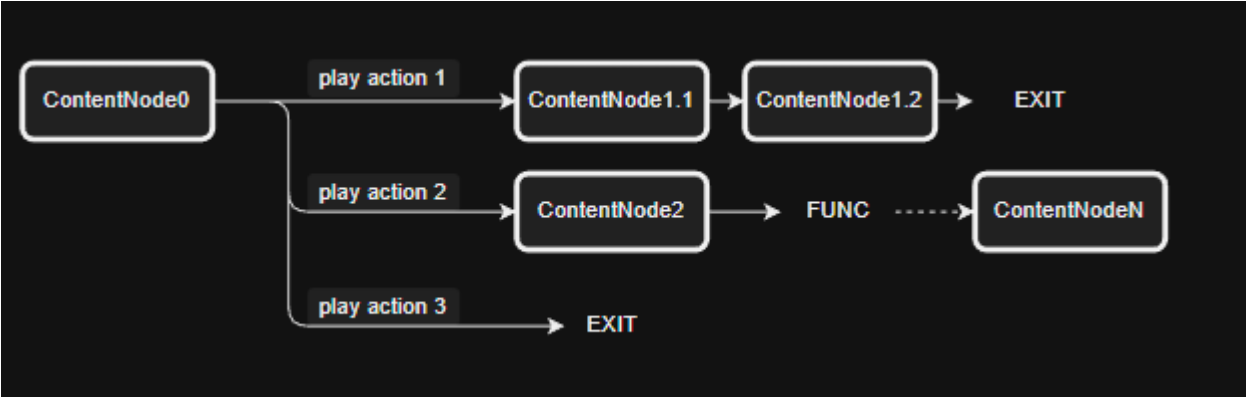 play action 1
ContentNode0
ContentNode1.1
ContentNode1.2
EXIT
play action 2
ContentNode2
FUNC
ContentNodeN
play action 3
EXIT